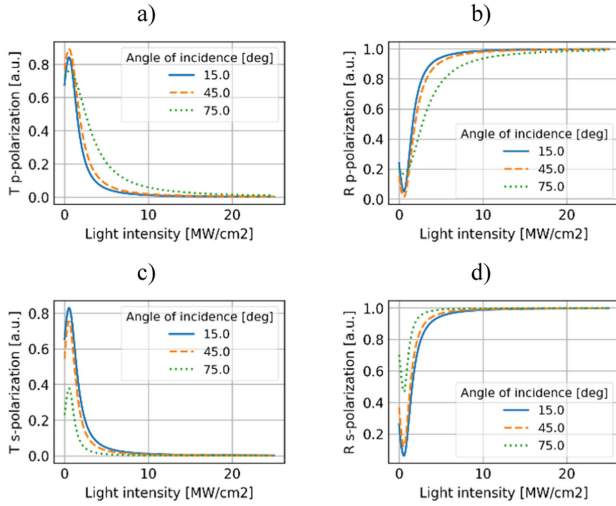 a)
T p-polarization [a.u.]
0.8
0.6
0.4
0.2
0.0
Angle of incidence [deg]
15.0
45.0
75.0
0 10 20
Light intensity [MW/cm2]
b)
R p-polarization [a.u.]
1.0
0.8
0.6
0.4
0.2
0.0
Angle of incidence [deg]
15.0
45.0
75.0
0 10 20
Light intensity [MW/cm2]
c)
T s-polarization [a.u.]
0.8
0.6
0.4
0.2
0.0
Angle of incidence [deg]
15.0
45.0
75.0
0 10 20
Light intensity [MW/cm2]
d)
R s-polarization [a.u.]
1.0
0.8
0.6
0.4
0.2
Angle of incidence [deg]
15.0
45.0
75.0
0 10 20
Light intensity [MW/cm2]